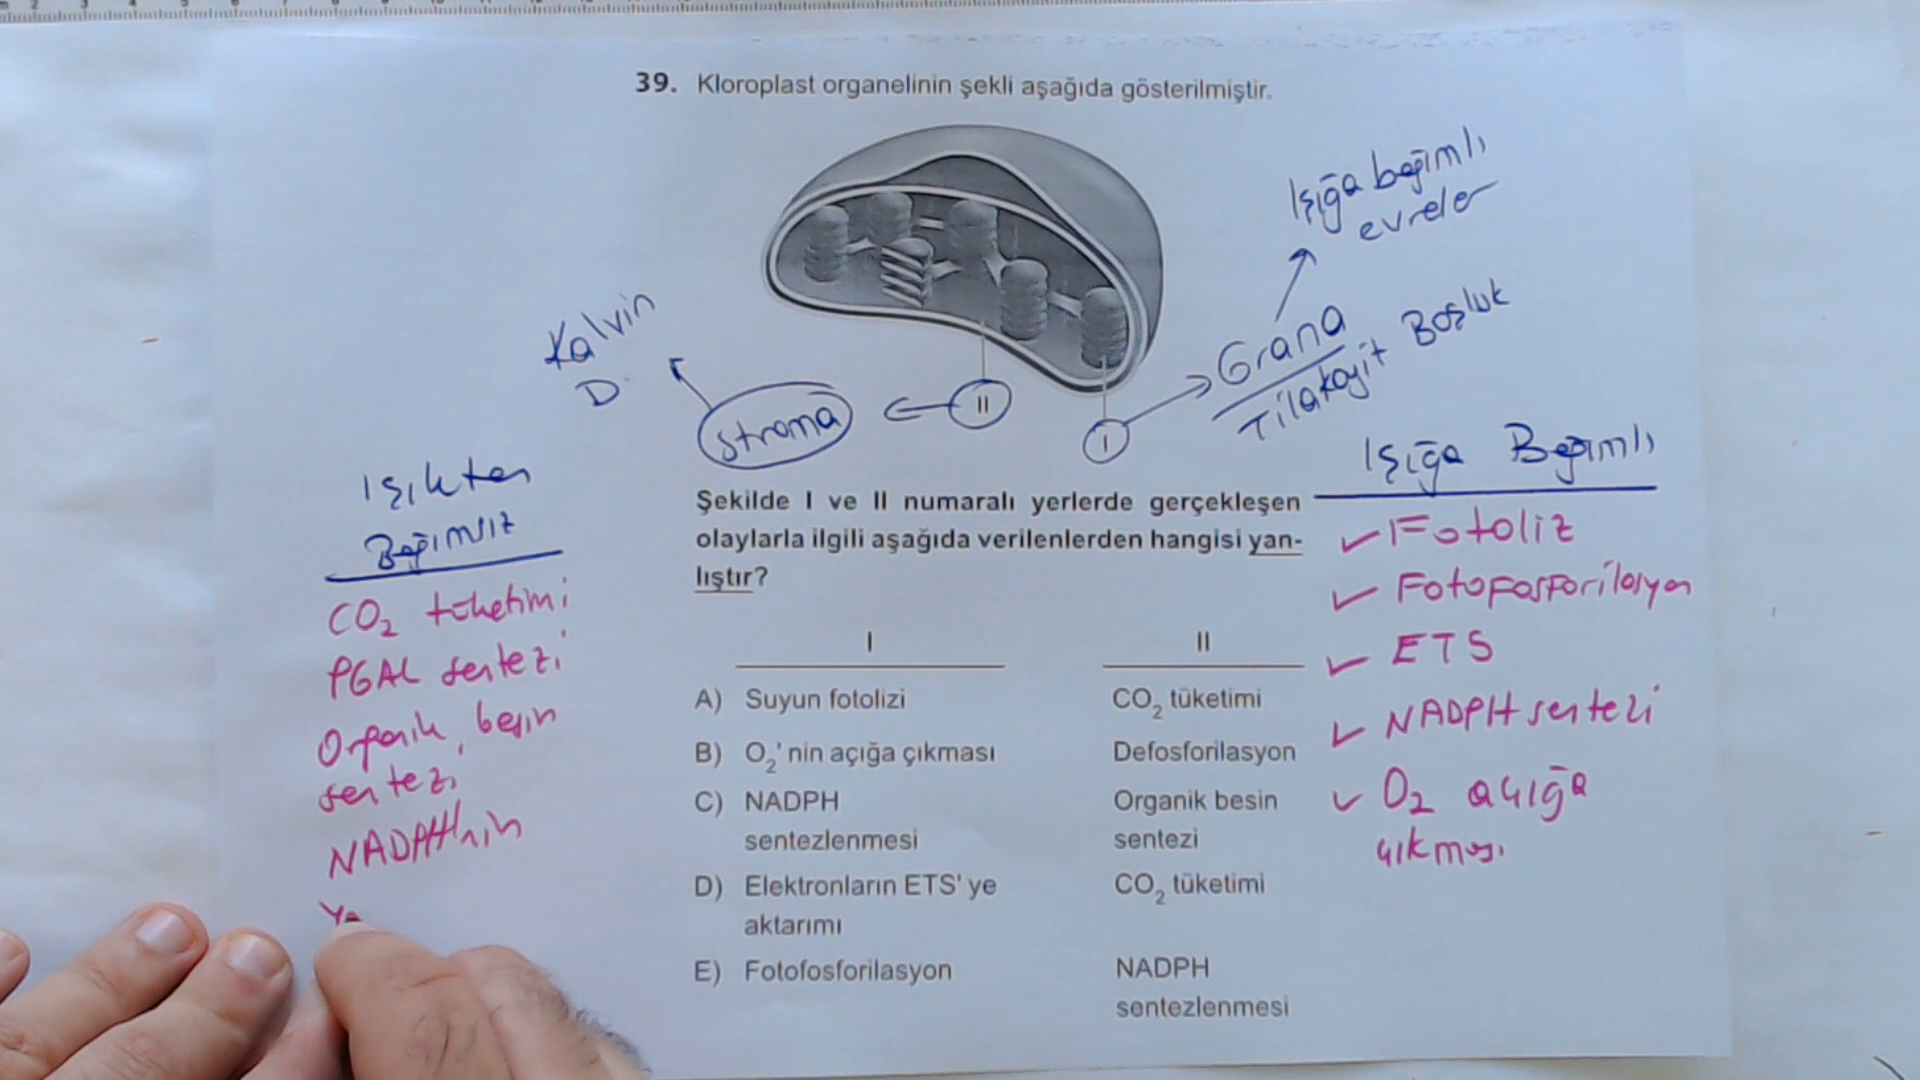 39. Kloroplast organelinin şekli aşağıda gösterilmiştir.
Işığa bağımlı
evreler
Kalvin
D.
Stroma
II
I
Grana
Tilakoyit Boşluk
Şekilde I ve II numaralı yerlerde gerçekleşen
olaylarla ilgili aşağıda verilenlerden hangisi yan-
lıştır?
I II
A) Suyun fotolizi CO₂ tüketimi
B) O₂' nin açığa çıkması Defosforilasyon
C) NADPH Organik besin
sentezlenmesi sentezi
D) Elektronların ETS' ye CO₂ tüketimi
aktarımı
E) Fotofosforilasyon NADPH
sentezlenmesi
Işıktan
Bağımsız
CO₂ tüketimi
PGAL sentezi
Organik besin
sentezi
NADPH'nin
Işığa Bağımlı
✓ Fotoliz
✓ Fotofosforilasyon
✓ ETS
✓ NADPH sentezi
✓ O₂ açığa
çıkması